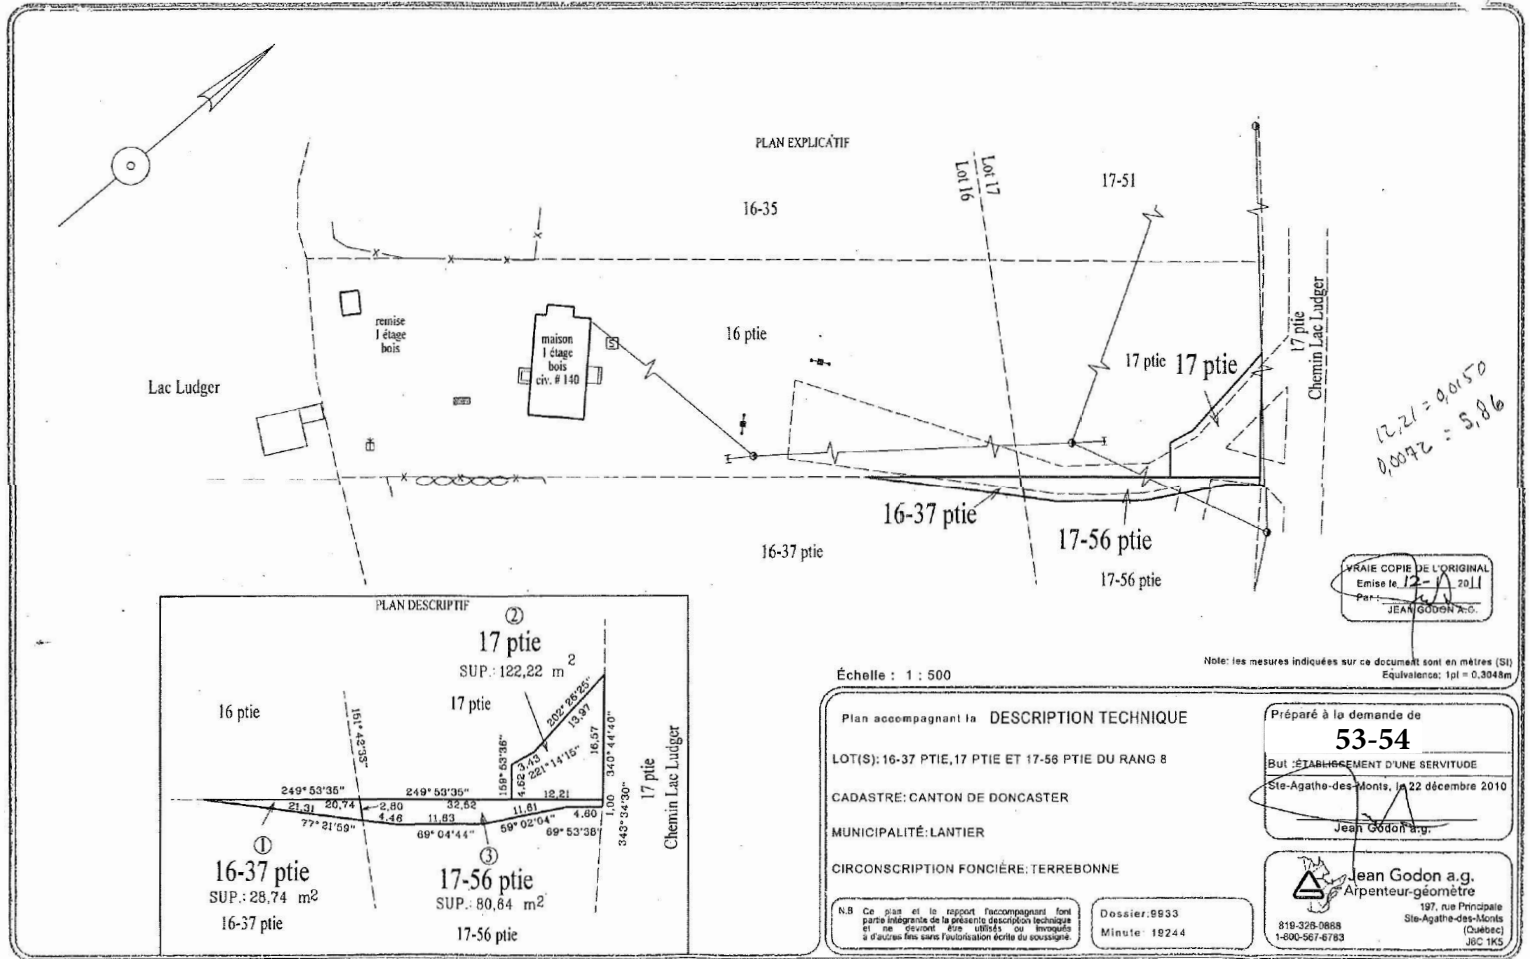 PLAN EXPLICATIF
Lot 16
Lot 17
17-51
16-35
remise
1 étage
bois
maison
1 étage
bois
civ. # 140
S
16 ptie
17 ptie
17 ptie
17 ptie
Chemin Lac Ludger
Lac Ludger
12,21 = 0,0150
0,0072 = 5,86
16-37 ptie
17-56 ptie
16-37 ptie
17-56 ptie
VRAIE COPIE DE L'ORIGINAL
Emise le 2011
Par :
JEAN GODON A.G.
PLAN DESCRIPTIF
2
17 ptie
SUP.: 122,22 m2
17 ptie
16 ptie
151° 42'33"
202° 26'25"
13,97
16,57
340° 44'40"
159° 53'36"
4,62
3,43
221° 14'15"
249° 53'35"
249° 53'35"
12,21
21,31
20,74
2,80
32,52
11,61
4,60
1,00
343° 34'30"
77° 21'59"
4,46
11,83
69° 04'44"
59° 02'04"
69° 53'38"
17 ptie
Chemin Lac Ludger
1
16-37 ptie
SUP.: 28,74 m2
16-37 ptie
3
17-56 ptie
SUP.: 80,64 m2
17-56 ptie
Échelle : 1 : 500
Note: les mesures indiquées sur ce document sont en mètres (SI)
Equivalence: 1pi = 0,3048m
Plan accompagnant la DESCRIPTION TECHNIQUE
LOT(S): 16-37 PTIE,17 PTIE ET 17-56 PTIE DU RANG 8
CADASTRE: CANTON DE DONCASTER
MUNICIPALITÉ: LANTIER
CIRCONSCRIPTION FONCIÈRE: TERREBONNE
N.B Ce plan et le rapport l'accompagnant font
partie intégrante de la présente description technique
et ne devront être utilisés ou invoqués
à d'autres fins sans l'autorisation écrite du soussigné.
Dossier:9933
Minute: 19244
Préparé à la demande de
53-54
But : ÉTABLISSEMENT D'UNE SERVITUDE
Ste-Agathe-des-Monts, le 22 décembre 2010
Jean Godon a.g.
Jean Godon a.g.
Arpenteur-géomètre
197, rue Principale
Ste-Agathe-des-Monts
(Québec)
J8C 1K5
819-326-0888
1-800-567-6763